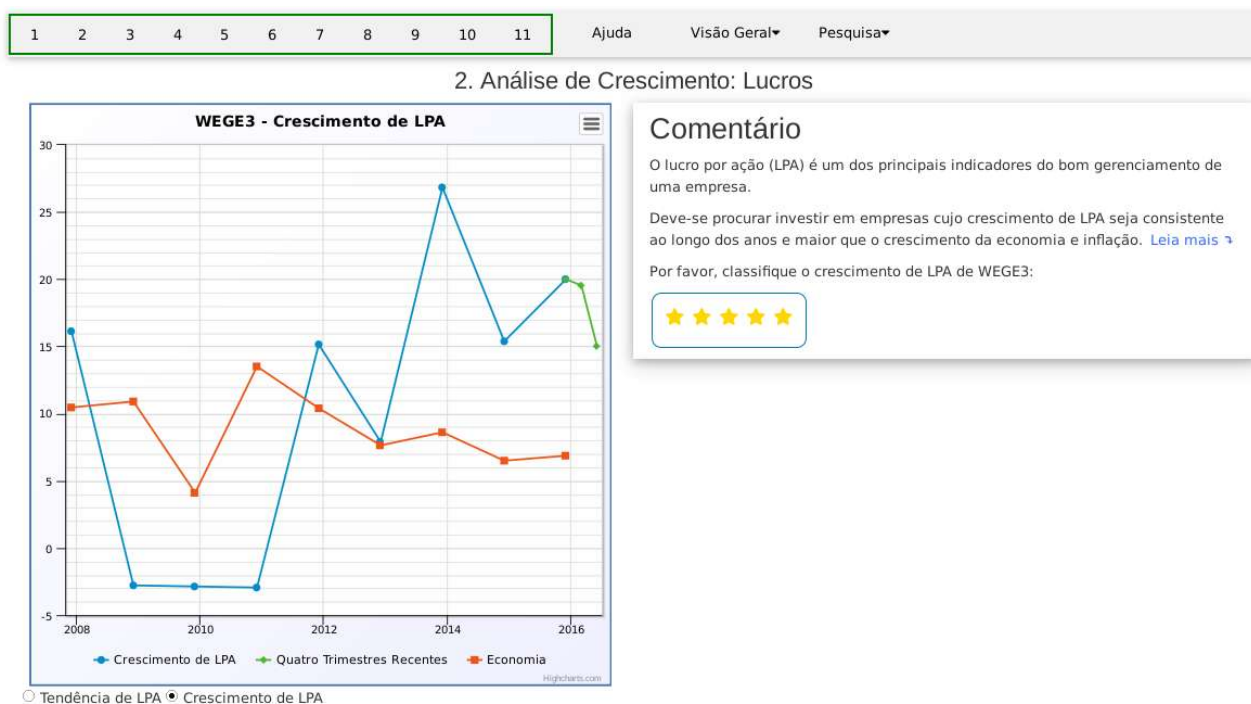 1 2 3 4 5 6 7 8 9 10 11 Ajuda Visão Geral▾ Pesquisa▾
2. Análise de Crescimento: Lucros
WEGE3 - Crescimento de LPA
30
25
20
15
10
5
0
-5
2008 2010 2012 2014 2016
Crescimento de LPA Quatro Trimestres Recentes Economia
Highcharts.com
Tendência de LPA Crescimento de LPA
Comentário
O lucro por ação (LPA) é um dos principais indicadores do bom gerenciamento de
uma empresa.
Deve-se procurar investir em empresas cujo crescimento de LPA seja consistente
ao longo dos anos e maior que o crescimento da economia e inflação. Leia mais
Por favor, classifique o crescimento de LPA de WEGE3: